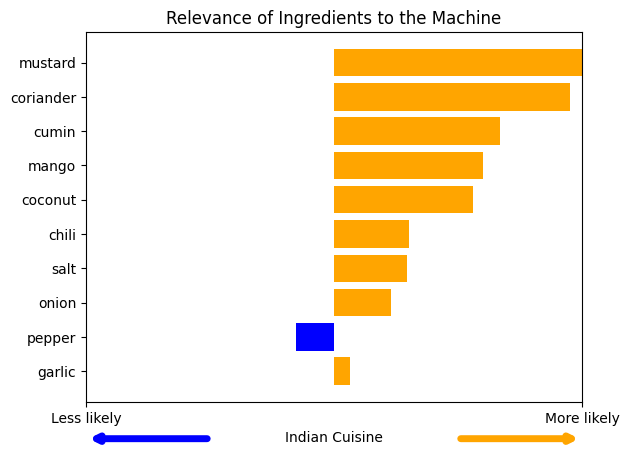 Relevance of Ingredients to the Machine
mustard
coriander
cumin
mango
coconut
chili
salt
onion
pepper
garlic
Less likely
More likely
Indian Cuisine